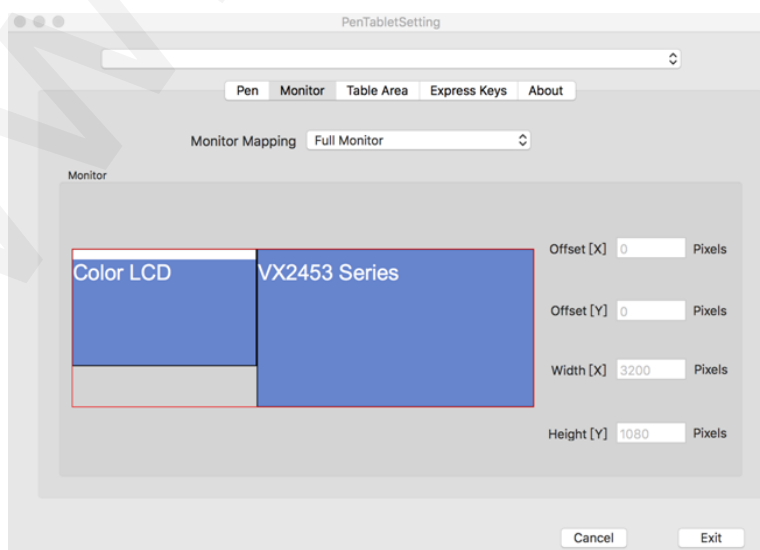 PenTabletSetting
Pen Monitor Table Area Express Keys About
Monitor Mapping Full Monitor
Monitor
Color LCD VX2453 Series
Offset [X] 0 Pixels
Offset [Y] 0 Pixels
Width [X] 3200 Pixels
Height [Y] 1080 Pixels
Cancel Exit